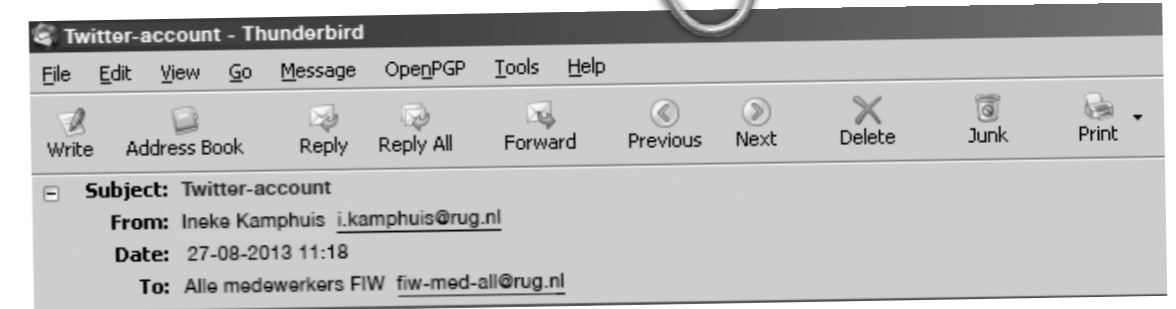 Twitter-account - Thunderbird
File Edit View Go Message OpenPGP Tools Help
Write Address Book Reply Reply All Forward Previous Next Delete Junk Print
Subject: Twitter-account
From: Ineke Kamphuis i.kamphuis@rug.nl
Date: 27-08-2013 11:18
To: Alle medewerkers FIW fiw-med-all@rug.nl